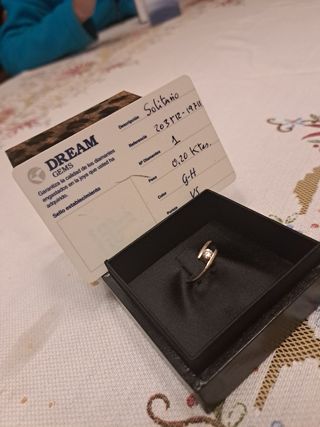 DREAM
GEMS
Garantiza la calidad de los diamantes
engastados en la joya que usted ha
adquirido.
Sello establecimiento
Descripción Solitario
Referencia
Nº Diamantes 1
Peso 0,20 Ktes.
Color G-H
Pureza VS